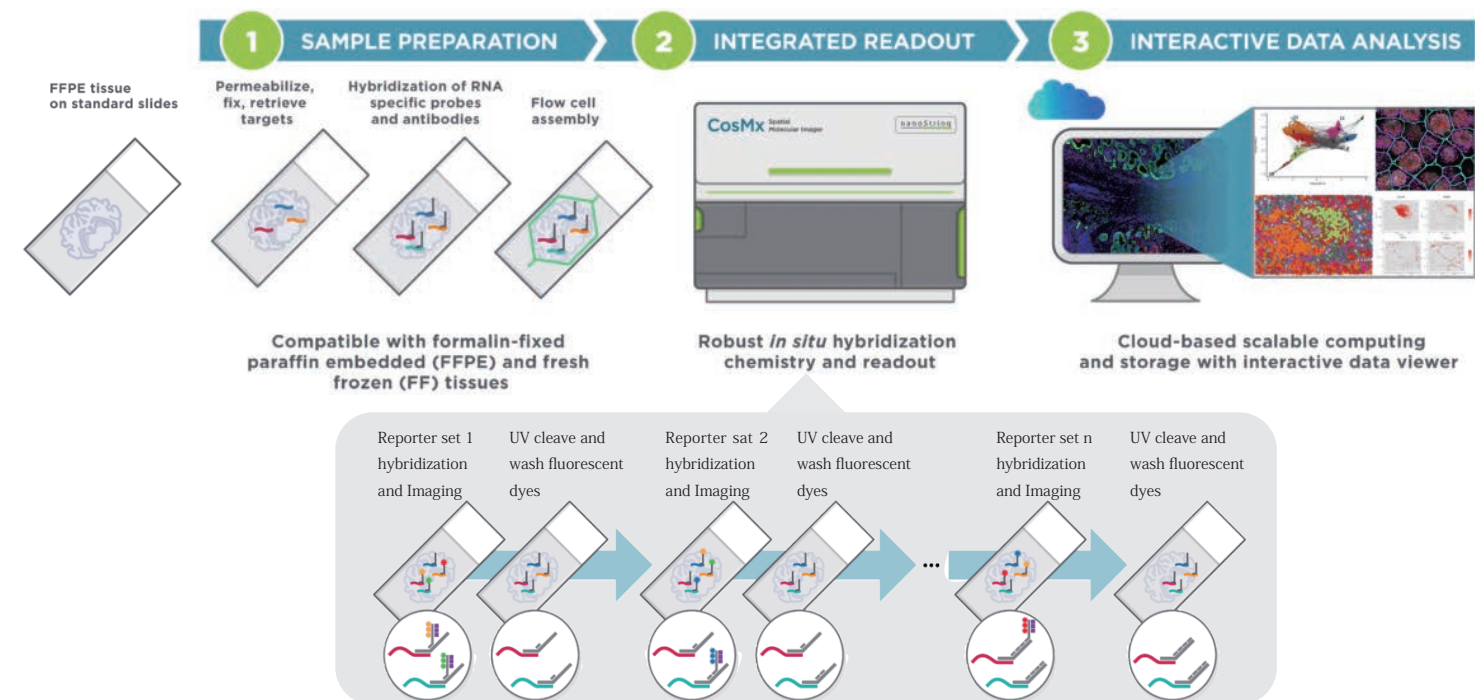 1 SAMPLE PREPARATION
2 INTEGRATED READOUT
3 INTERACTIVE DATA ANALYSIS
FFPE tissue
on standard slides
Permeabilize,
fix, retrieve
targets
Hybridization of RNA
specific probes
and antibodies
Flow cell
assembly
CosMx Spatial
Molecular Imager
nanoString
Compatible with formalin-fixed
paraffin embedded (FFPE) and fresh
frozen (FF) tissues
Robust in situ hybridization
chemistry and readout
Cloud-based scalable computing
and storage with interactive data viewer
Reporter set 1
hybridization
and Imaging
UV cleave and
wash fluorescent
dyes
Reporter sat 2
hybridization
and Imaging
UV cleave and
wash fluorescent
dyes
...
Reporter set n
hybridization
and Imaging
UV cleave and
wash fluorescent
dyes